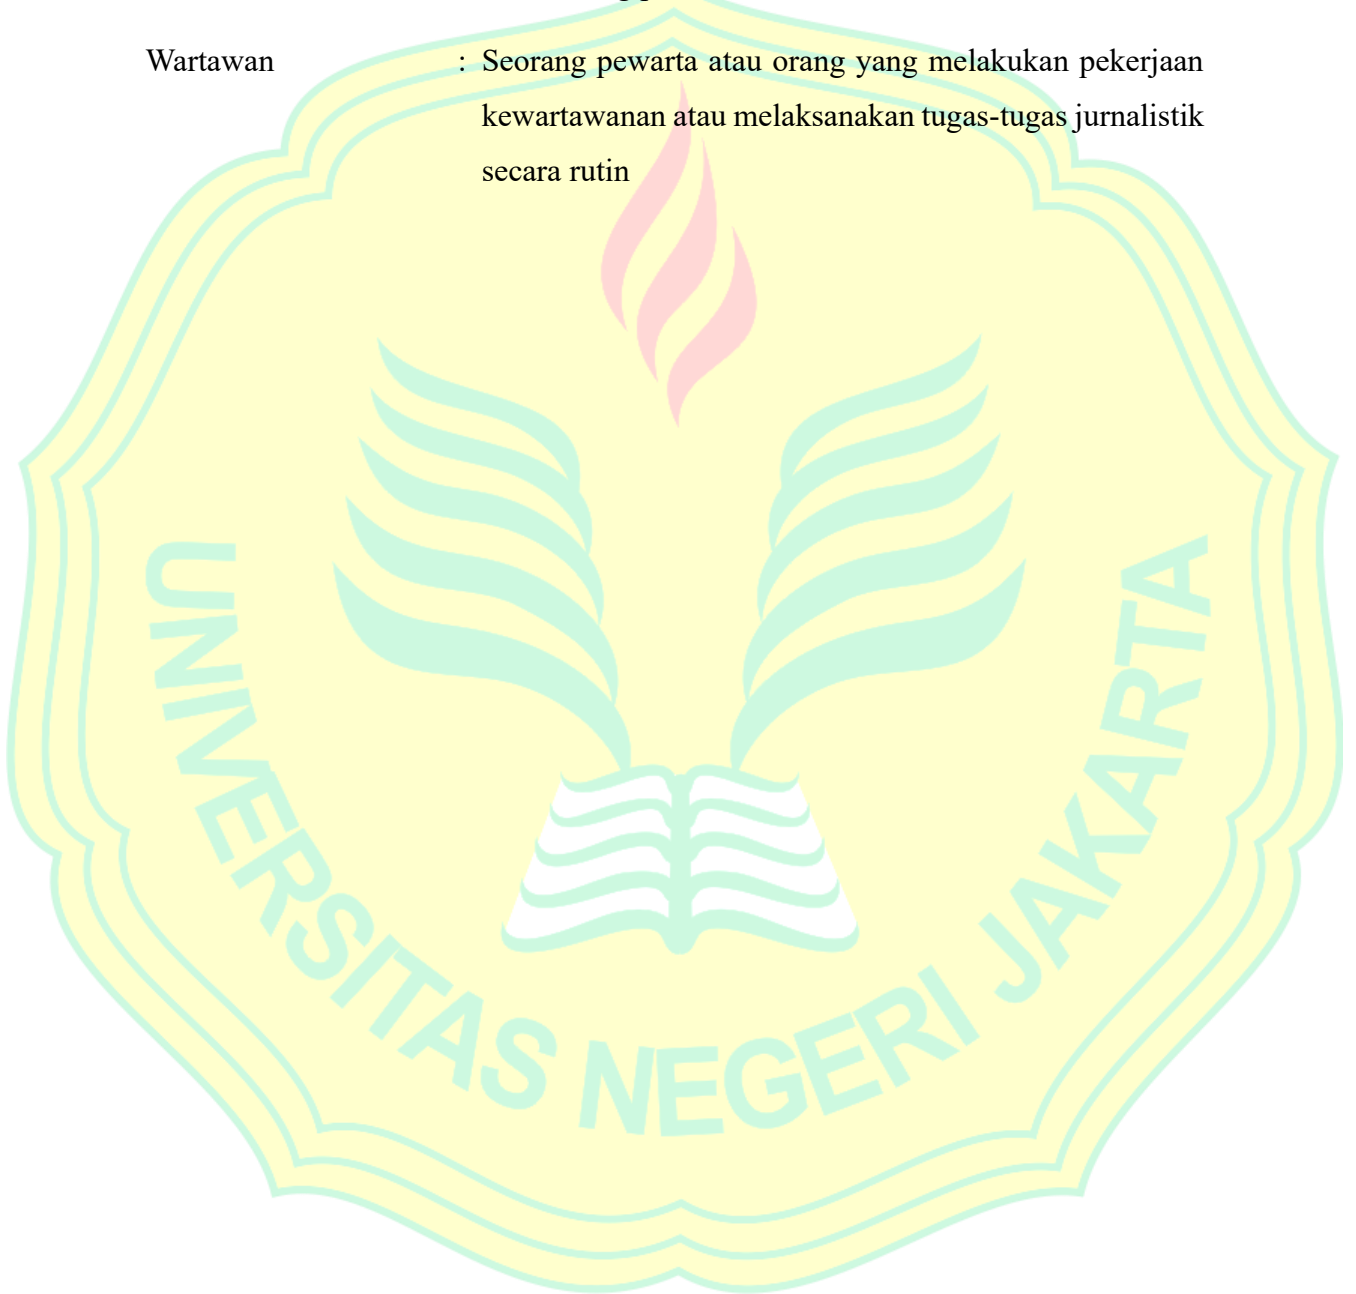 Wartawan : Seorang pewarta atau orang yang melakukan pekerjaan
kewartawanan atau melaksanakan tugas-tugas jurnalistik
secara rutin
UNIVERSITAS NEGERI JAKARTA